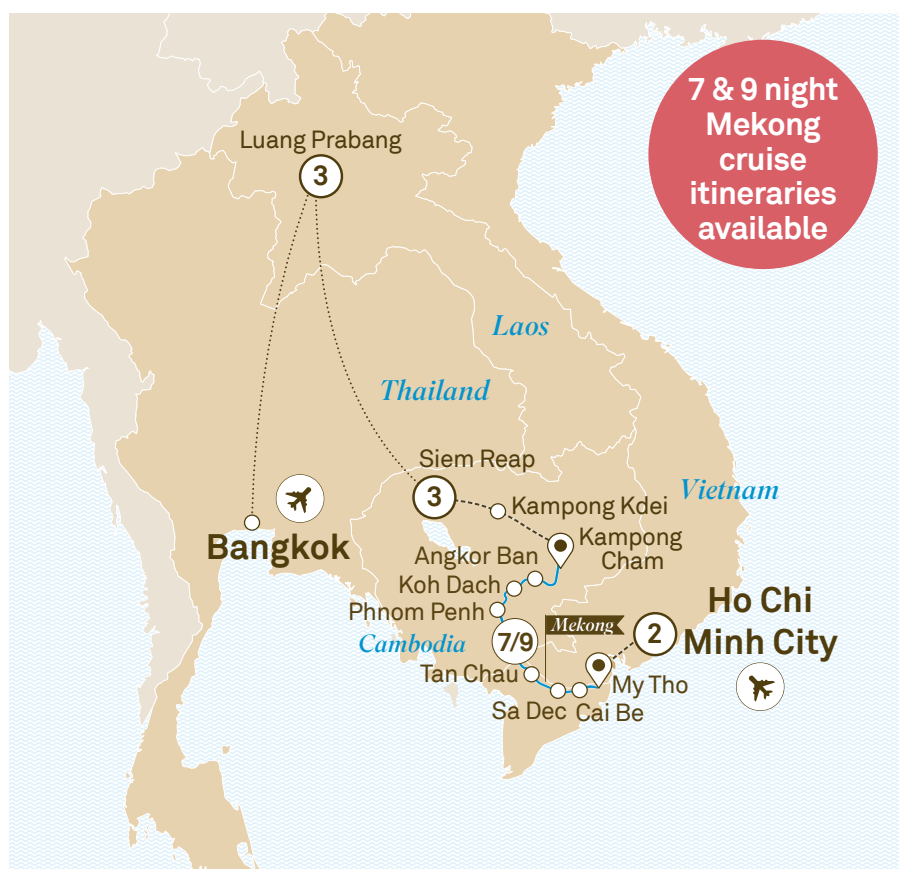 7 & 9 night
Mekong
cruise
itineraries
available
Luang Prabang
3
Laos
Thailand
Siem Reap
3
Vietnam
Kampong Kdei
Bangkok
Kampong
Cham
Angkor Ban
Koh Dach
Phnom Penh
Ho Chi
Minh City
Mekong
2
Cambodia
7/9
Tan Chau
My Tho
Sa Dec
Cai Be